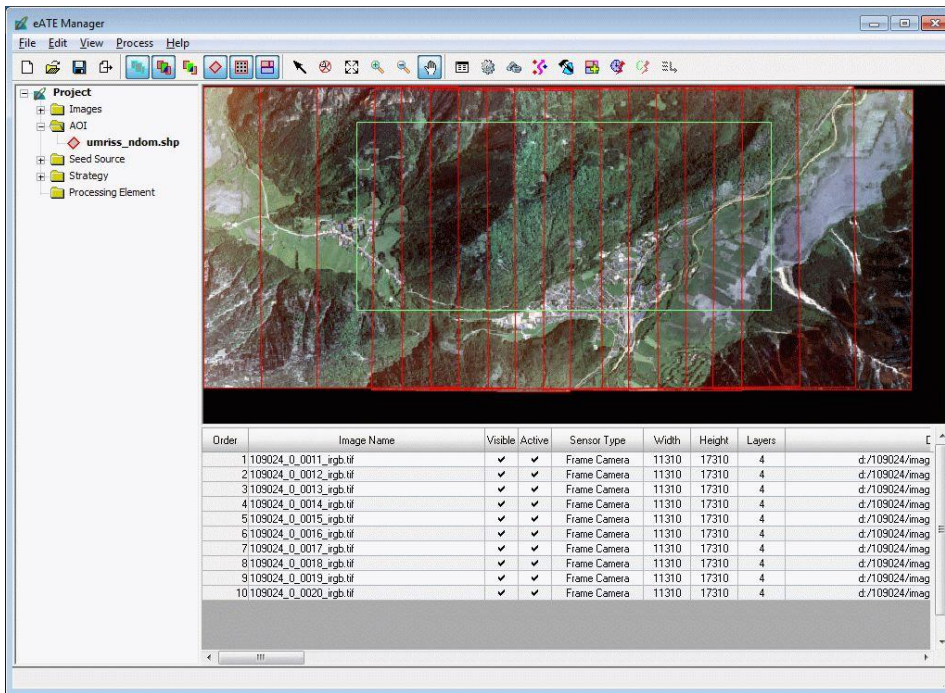 eATE Manager
File Edit View Process Help
Project
Images
AOI
umriss_ndom.shp
Seed Source
Strategy
Processing Element
Order Image Name Visible Active Sensor Type Width Height Layers D
1 109024_0_0011_irgb.tif Frame Camera 11310 17310 4 d:/109024/imag
2 109024_0_0012_irgb.tif Frame Camera 11310 17310 4 d:/109024/imag
3 109024_0_0013_irgb.tif Frame Camera 11310 17310 4 d:/109024/imag
4 109024_0_0014_irgb.tif Frame Camera 11310 17310 4 d:/109024/imag
5 109024_0_0015_irgb.tif Frame Camera 11310 17310 4 d:/109024/imag
6 109024_0_0016_irgb.tif Frame Camera 11310 17310 4 d:/109024/imag
7 109024_0_0017_irgb.tif Frame Camera 11310 17310 4 d:/109024/imag
8 109024_0_0018_irgb.tif Frame Camera 11310 17310 4 d:/109024/imag
9 109024_0_0019_irgb.tif Frame Camera 11310 17310 4 d:/109024/imag
10 109024_0_0020_irgb.tif Frame Camera 11310 17310 4 d:/109024/imag